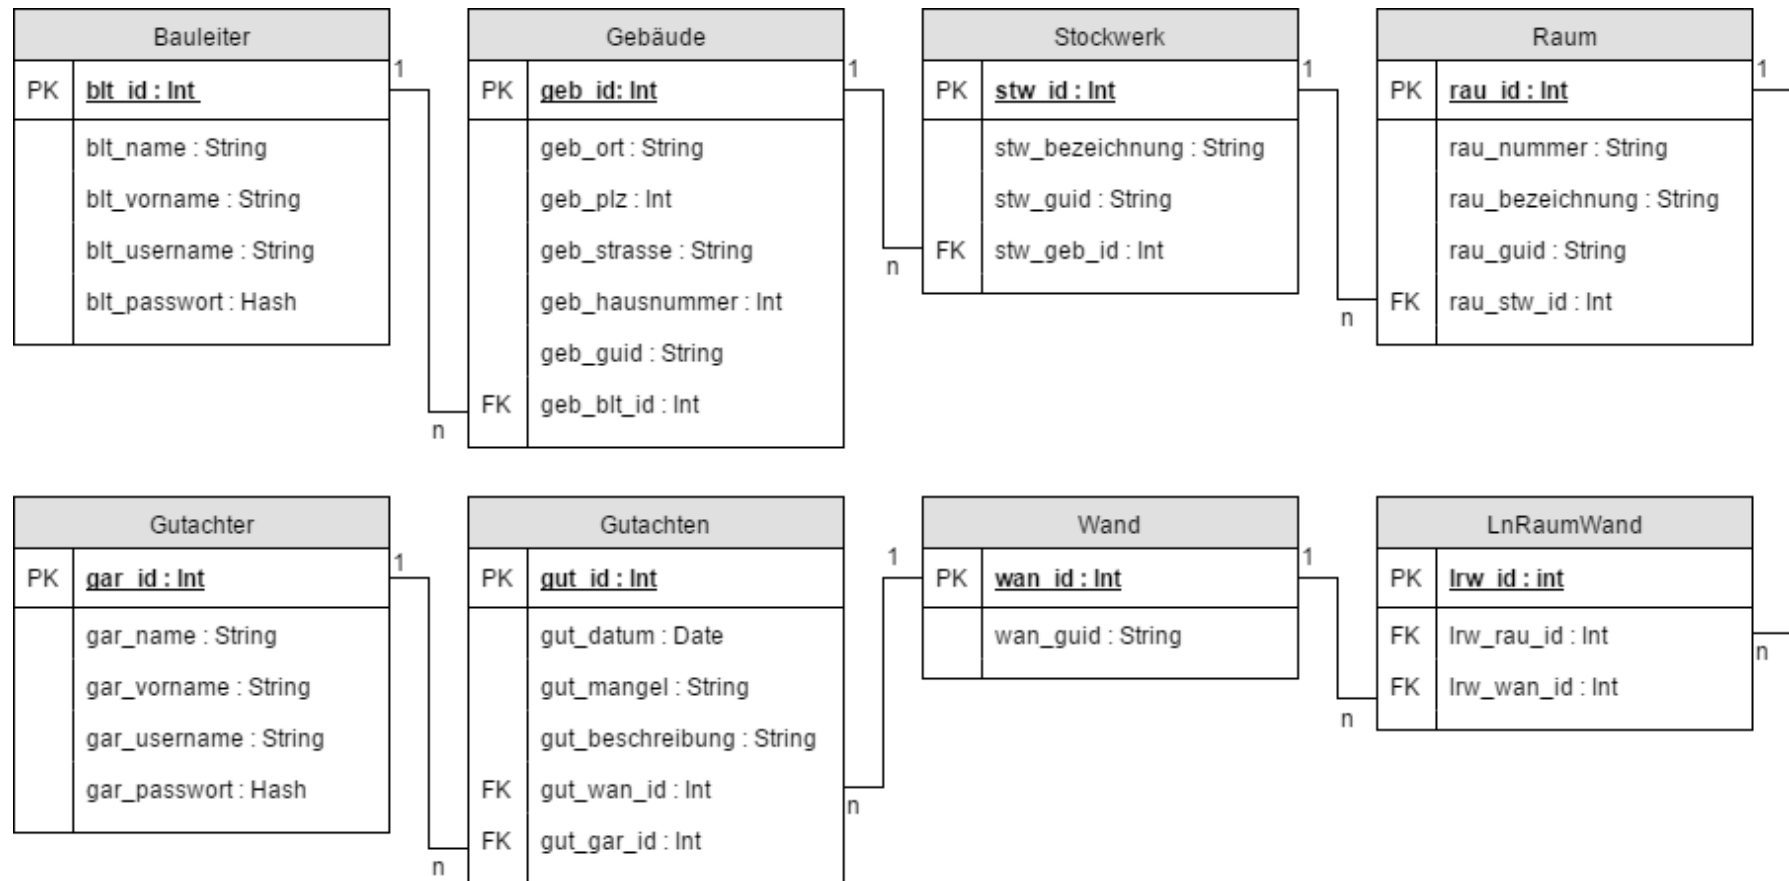 Bauleiter
PK blt_id : Int
blt_name : String
blt_vorname : String
blt_username : String
blt_passwort : Hash
1
n
Gebäude
PK geb_id: Int
geb_ort : String
geb_plz : Int
geb_strasse : String
geb_hausnummer : Int
geb_guid : String
FK geb_blt_id : Int
1
n
Stockwerk
PK stw_id : Int
stw_bezeichnung : String
stw_guid : String
FK stw_geb_id : Int
1
n
Raum
PK rau_id : Int
rau_nummer : String
rau_bezeichnung : String
rau_guid : String
FK rau_stw_id : Int
1
Gutachter
PK gar_id : Int
gar_name : String
gar_vorname : String
gar_username : String
gar_passwort : Hash
1
n
Gutachten
PK gut_id : Int
gut_datum : Date
gut_mangel : String
gut_beschreibung : String
FK gut_wan_id : Int
FK gut_gar_id : Int
n
1
Wand
PK wan_id : Int
wan_guid : String
1
n
LnRaumWand
PK lrw_id : int
FK lrw_rau_id : Int
FK lrw_wan_id : Int
n